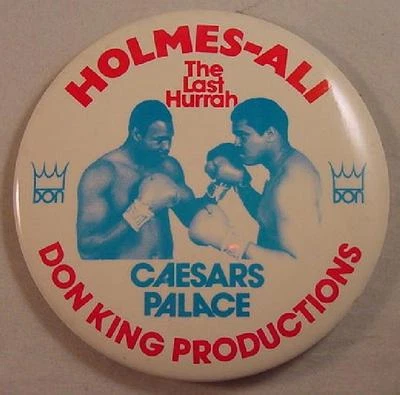 HOLMES-ALI
The
Last
Hurrah
don
don
CAESARS
PALACE
DON KING PRODUCTIONS